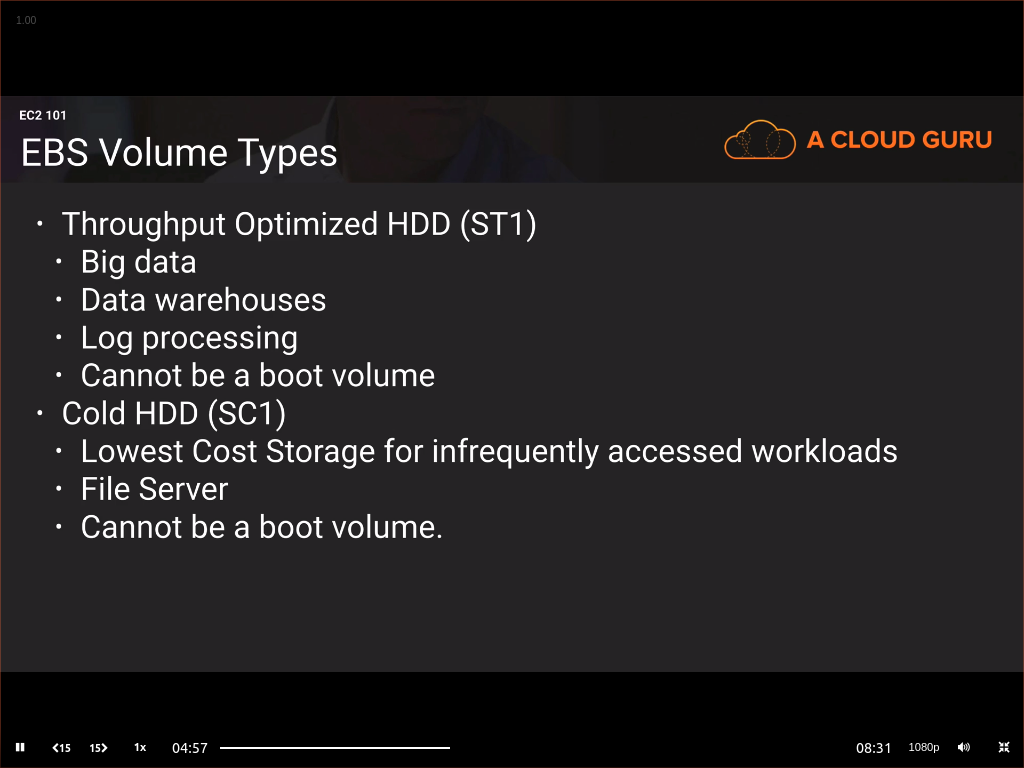 1.00
EC2 101
EBS Volume Types
A CLOUD GURU
· Throughput Optimized HDD (ST1)
· Big data
· Data warehouses
· Log processing
· Cannot be a boot volume
· Cold HDD (SC1)
· Lowest Cost Storage for infrequently accessed workloads
· File Server
· Cannot be a boot volume.
15 15 1x 04:57 08:31 1080p